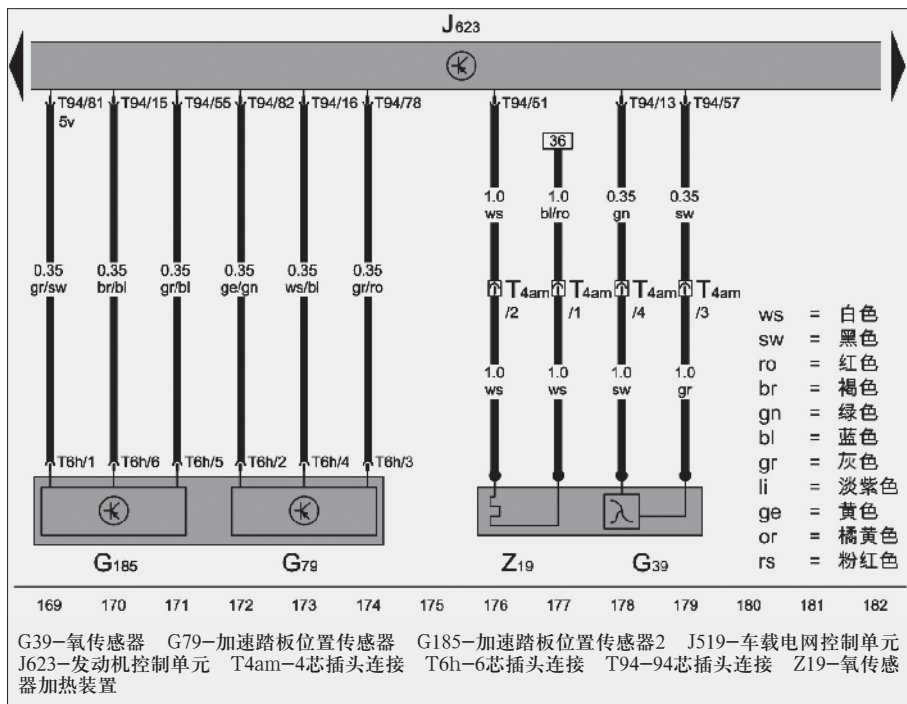 J623
T94/81 T94/15 T94/55 T94/82 T94/16 T94/78 T94/51 T94/13 T94/57
5v
36
1.0 1.0 0.35 0.35
ws bl/ro gn sw
0.35 0.35 0.35 0.35 0.35 0.35
gr/sw br/bl gr/bl ge/gn ws/bl gr/ro
T4am T4am T4am T4am
/2 /1 /4 /3
1.0 1.0 1.0 1.0
ws ws sw gr
ws = 白色
sw = 黑色
ro = 红色
br = 褐色
gn = 绿色
bl = 蓝色
gr = 灰色
li = 淡紫色
ge = 黄色
or = 橘黄色
rs = 粉红色
T6h/1 T6h/6 T6h/5 T6h/2 T6h/4 T6h/3
G185 G79 Z19 G39
169 170 171 172 173 174 175 176 177 178 179 180 181 182
G39—氧传感器 G79—加速踏板位置传感器 G185—加速踏板位置传感器2 J519—车载电网控制单元
J623—发动机控制单元 T4am—4芯插头连接 T6h—6芯插头连接 T94—94芯插头连接 Z19—氧传感
器加热装置